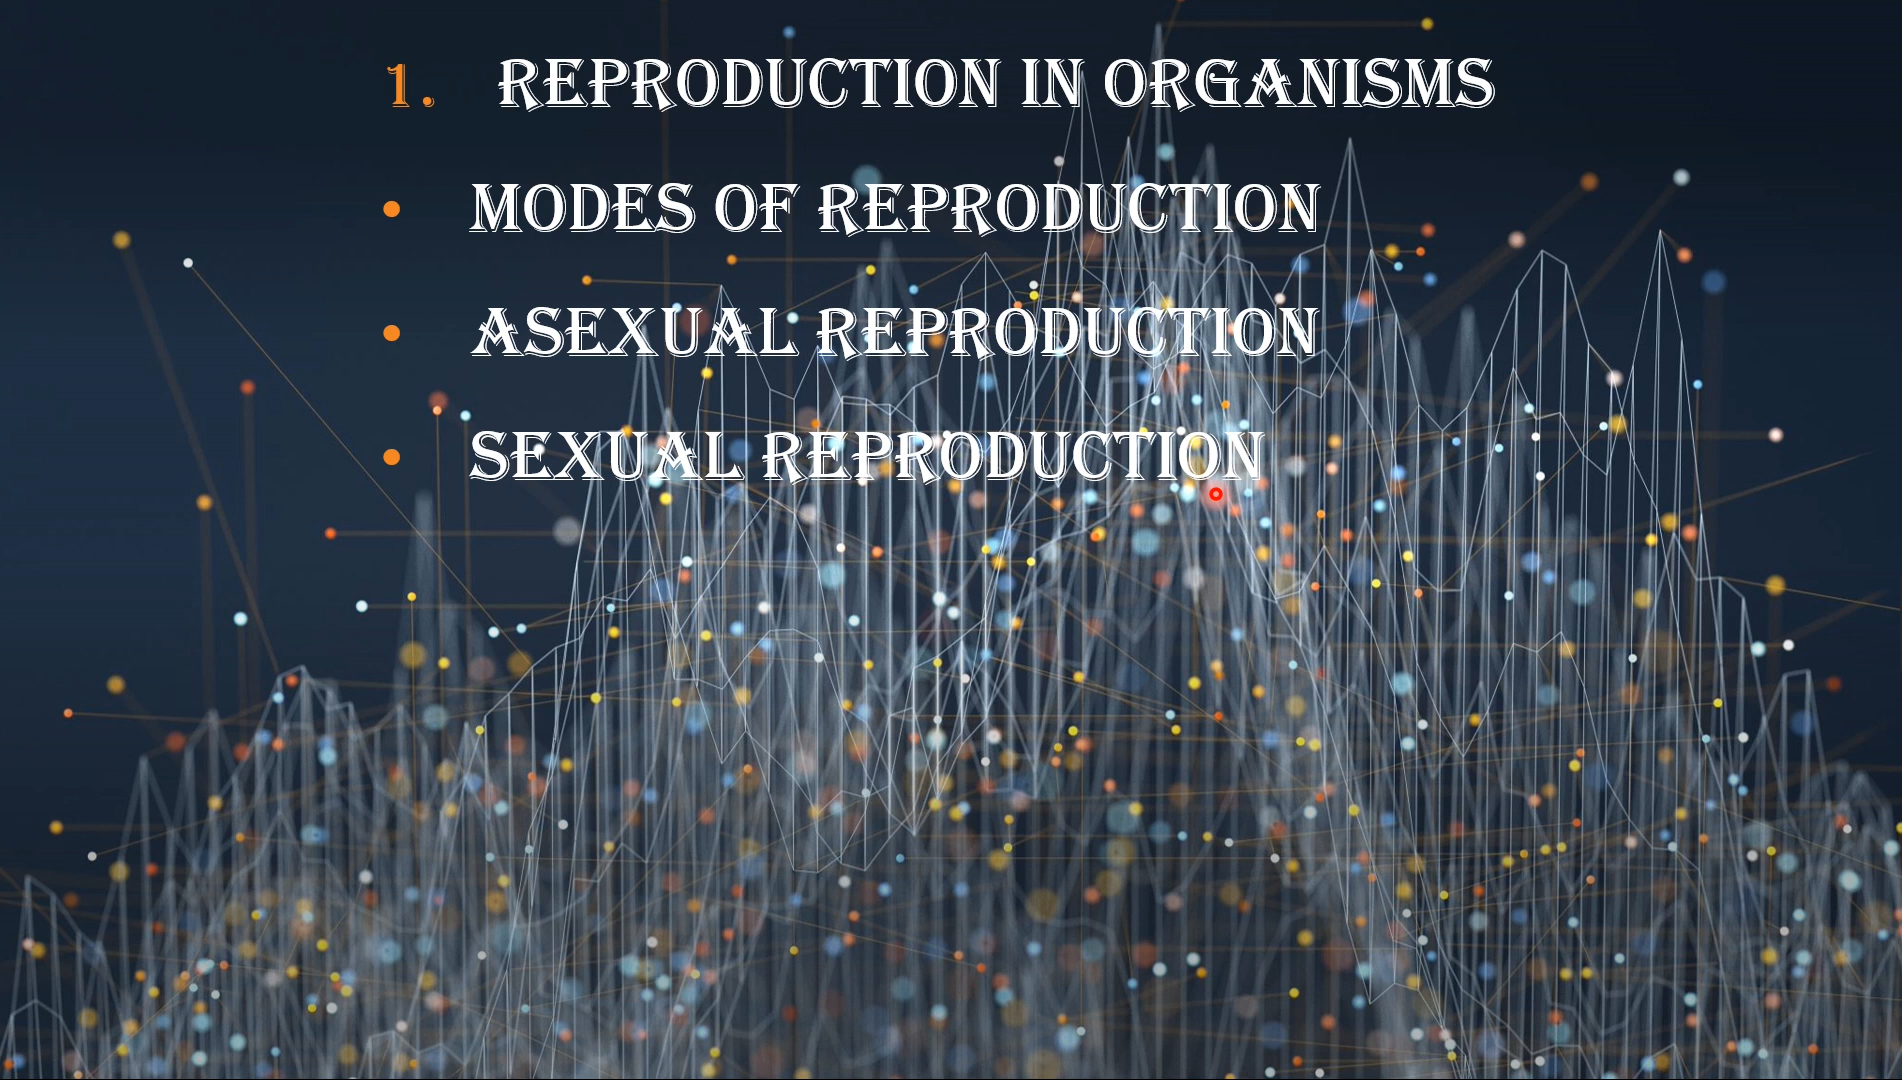 1. REPRODUCTION IN ORGANISMS
• MODES OF REPRODUCTION
• ASEXUAL REPRODUCTION
• SEXUAL REPRODUCTION